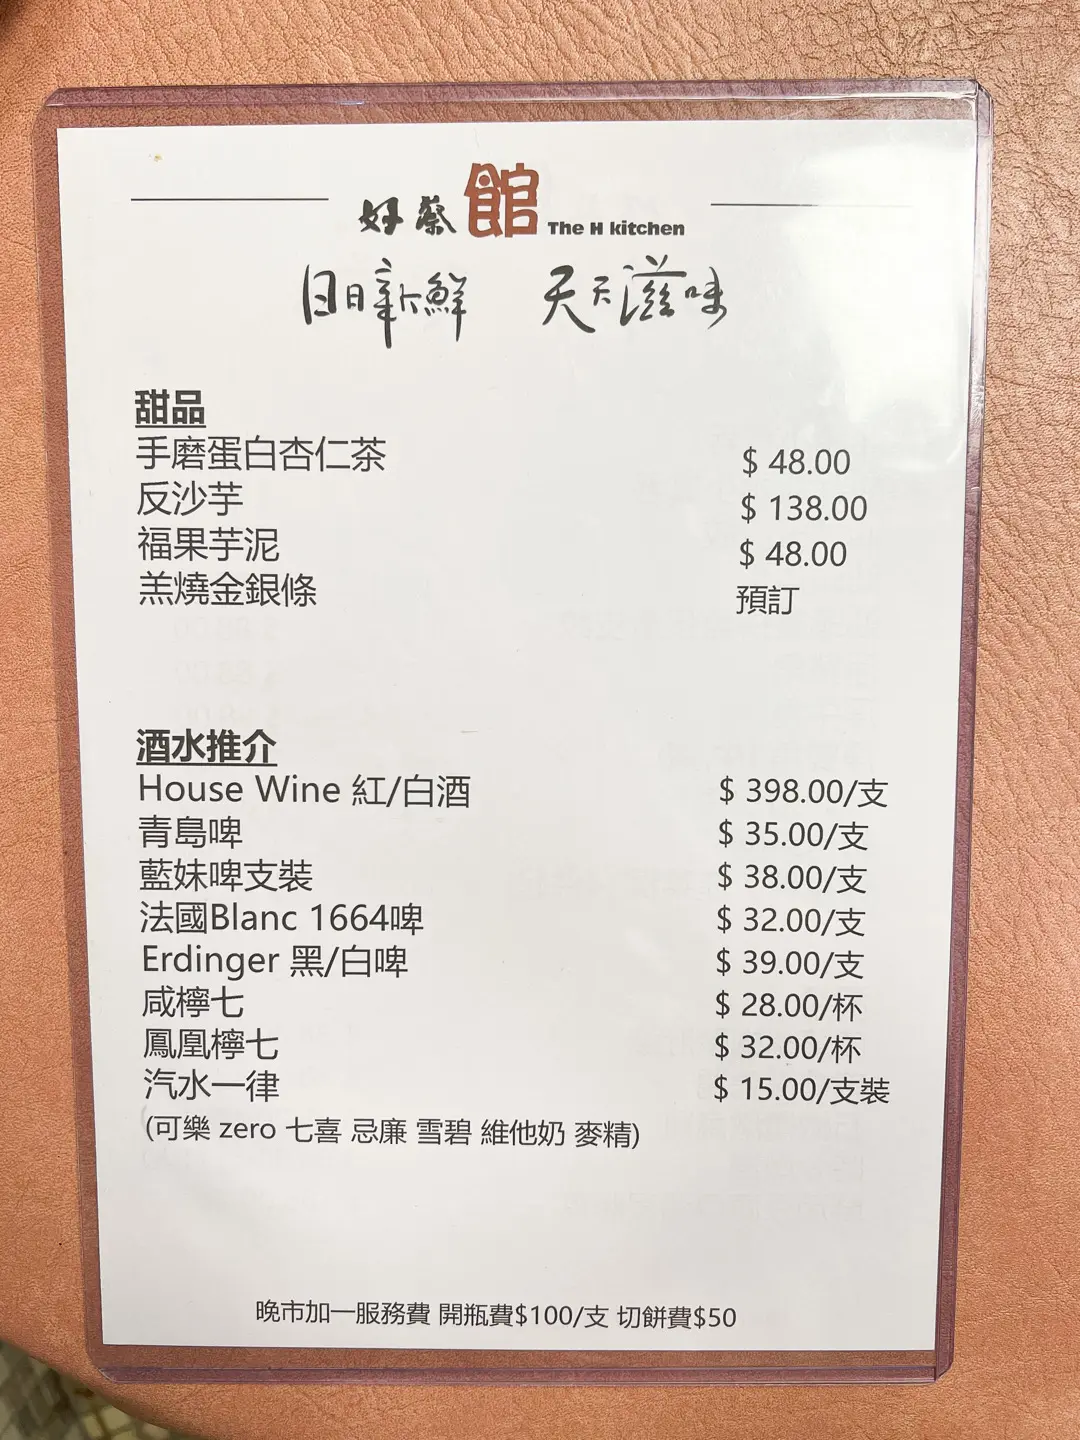 好蔡館 The H kitchen
日日新鮮 天天滋味
甜品
手磨蛋白杏仁茶 $ 48.00
反沙芋 $ 138.00
福果芋泥 $ 48.00
羔燒金銀條 預訂
酒水推介
House Wine 紅/白酒 $ 398.00/支
青島啤 $ 35.00/支
藍妹啤支裝 $ 38.00/支
法國Blanc 1664啤 $ 32.00/支
Erdinger 黑/白啤 $ 39.00/支
咸檸七 $ 28.00/杯
鳳凰檸七 $ 32.00/杯
汽水一律 $ 15.00/支裝
(可樂 zero 七喜 忌廉 雪碧 維他奶 麥精)
晚市加一服務費 開瓶費$100/支 切餅費$50